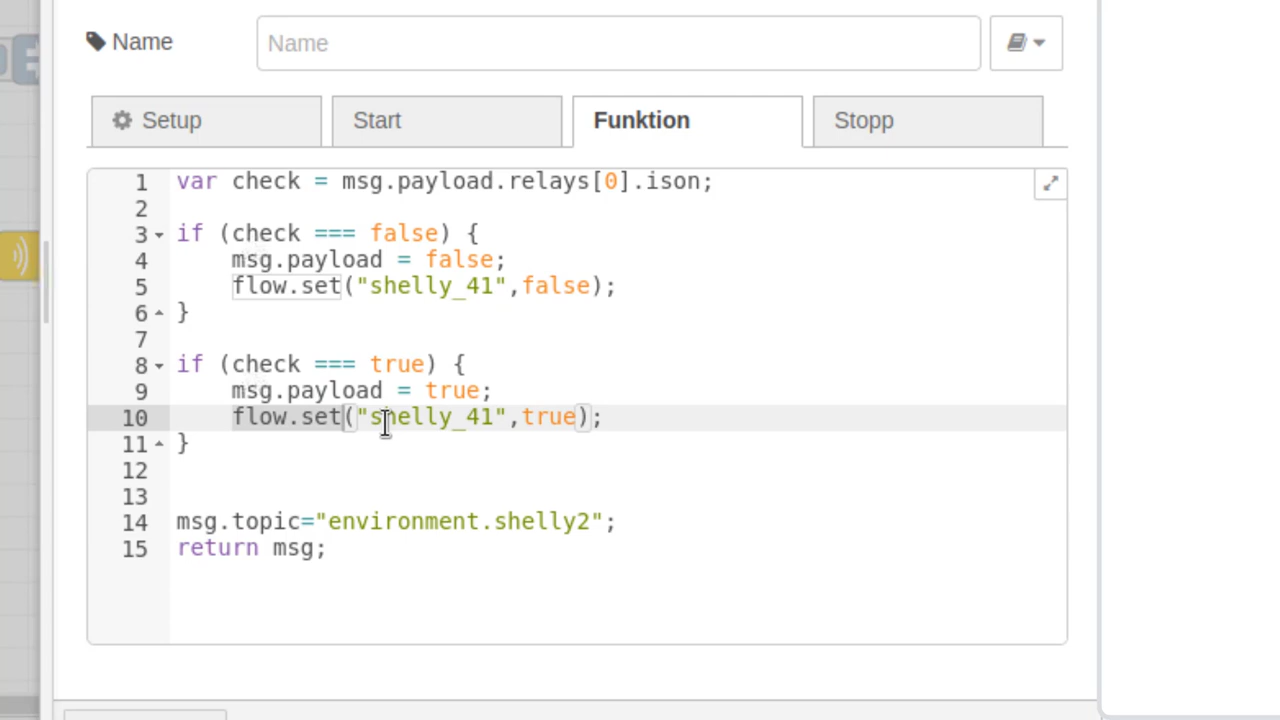 Name
Name
Setup
Start
Funktion
Stopp
1 var check = msg.payload.relays[0].ison;
2
3 if (check === false) {
4     msg.payload = false;
5     flow.set("shelly_41",false);
6 }
7
8 if (check === true) {
9     msg.payload = true;
10     flow.set("shelly_41",true);
11 }
12
13
14 msg.topic="environment.shelly2";
15 return msg;